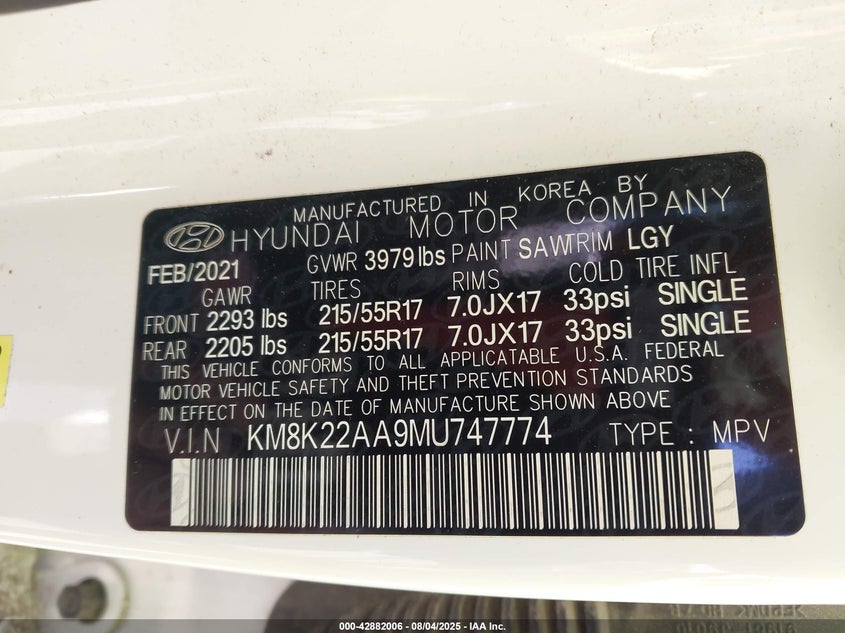 MANUFACTURED IN KOREA BY
HYUNDAI MOTOR COMPANY
FEB/2021 GVWR 3979lbs PAINT SAW TRIM LGY
GAWR TIRES RIMS COLD TIRE INFL
FRONT 2293 lbs 215/55R17 7.0JX17 33psi SINGLE
REAR 2205 lbs 215/55R17 7.0JX17 33psi SINGLE
THIS VEHICLE CONFORMS TO ALL APPLICATABLE U.S.A. FEDERAL
MOTOR VEHICLE SAFETY AND THEFT PREVENTION STANDARDS
IN EFFECT ON THE DATE OF MANUFACTURE SHOWN ABOVE
V.I.N KM8K22AA9MU747774 TYPE : MPV
000-42882006 - 08/04/2025 - IAA Inc.